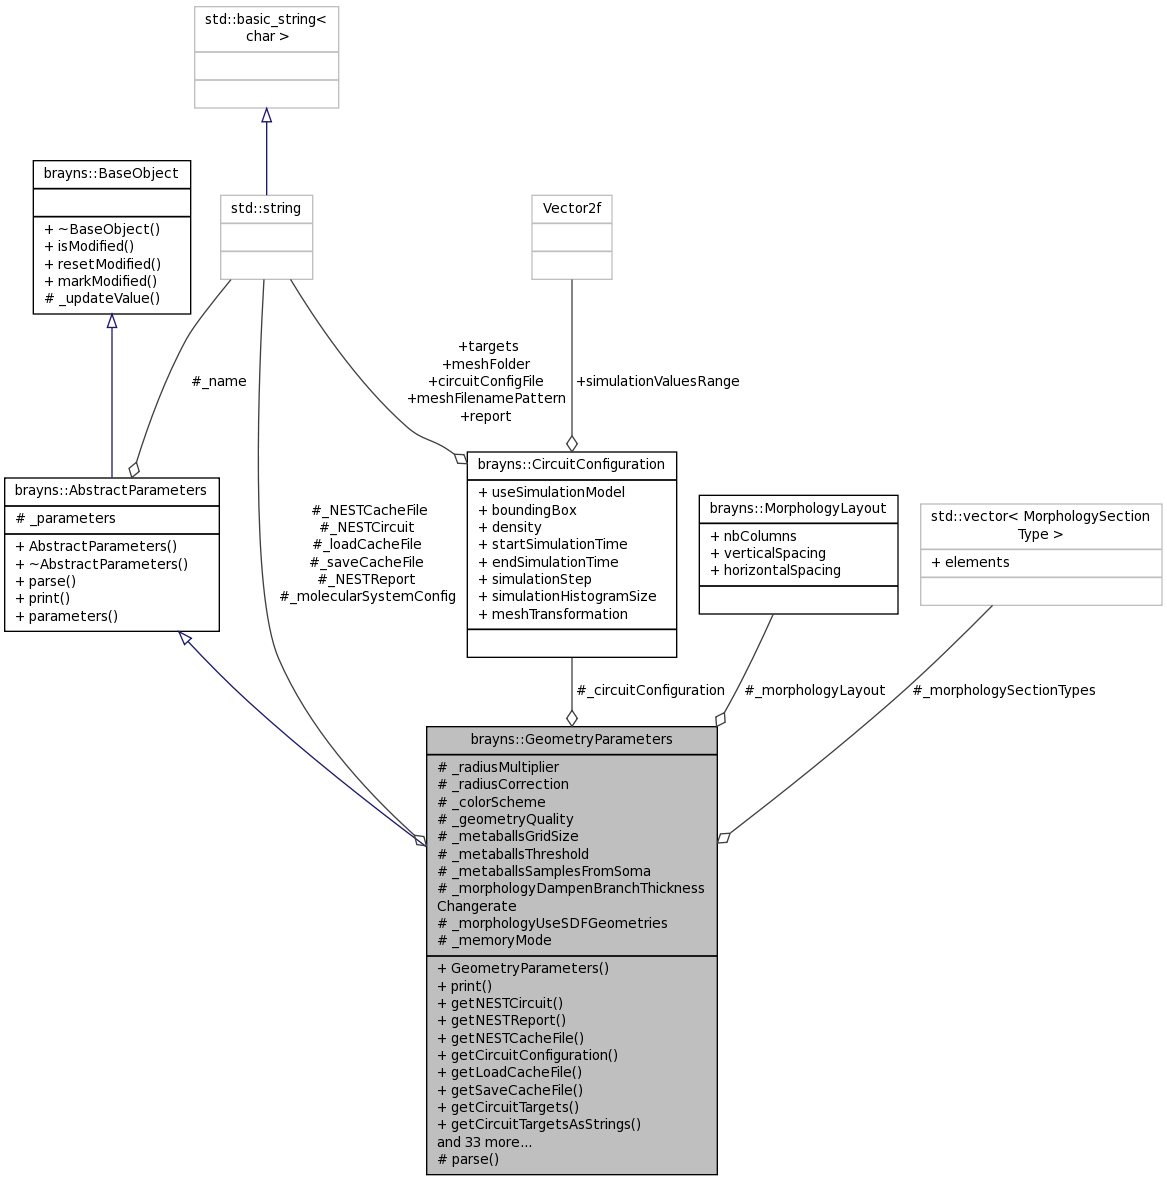 std::basic_string<
char >
brayns::BaseObject
+ ~BaseObject()
+ isModified()
+ resetModified()
+ markModified()
# _updateValue()
std::string
Vector2f
#_name
+targets
+meshFolder
+circuitConfigFile
+meshFilenamePattern
+report
+simulationValuesRange
brayns::AbstractParameters
# _parameters
+ AbstractParameters()
+ ~AbstractParameters()
+ parse()
+ print()
+ parameters()
#_NESTCacheFile
#_NESTCircuit
#_loadCacheFile
#_saveCacheFile
#_NESTReport
#_molecularSystemConfig
brayns::CircuitConfiguration
+ useSimulationModel
+ boundingBox
+ density
+ startSimulationTime
+ endSimulationTime
+ simulationStep
+ simulationHistogramSize
+ meshTransformation
brayns::MorphologyLayout
+ nbColumns
+ verticalSpacing
+ horizontalSpacing
std::vector< MorphologySection
Type >
+ elements
#_circuitConfiguration
#_morphologyLayout
#_morphologySectionTypes
brayns::GeometryParameters
# _radiusMultiplier
# _radiusCorrection
# _colorScheme
# _geometryQuality
# _metaballsGridSize
# _metaballsThreshold
# _metaballsSamplesFromSoma
# _morphologyDampenBranchThickness
Changerate
# _morphologyUseSDFGeometries
# _memoryMode
+ GeometryParameters()
+ print()
+ getNESTCircuit()
+ getNESTReport()
+ getNESTCacheFile()
+ getCircuitConfiguration()
+ getLoadCacheFile()
+ getSaveCacheFile()
+ getCircuitTargets()
+ getCircuitTargetsAsStrings()
and 33 more...
# parse()